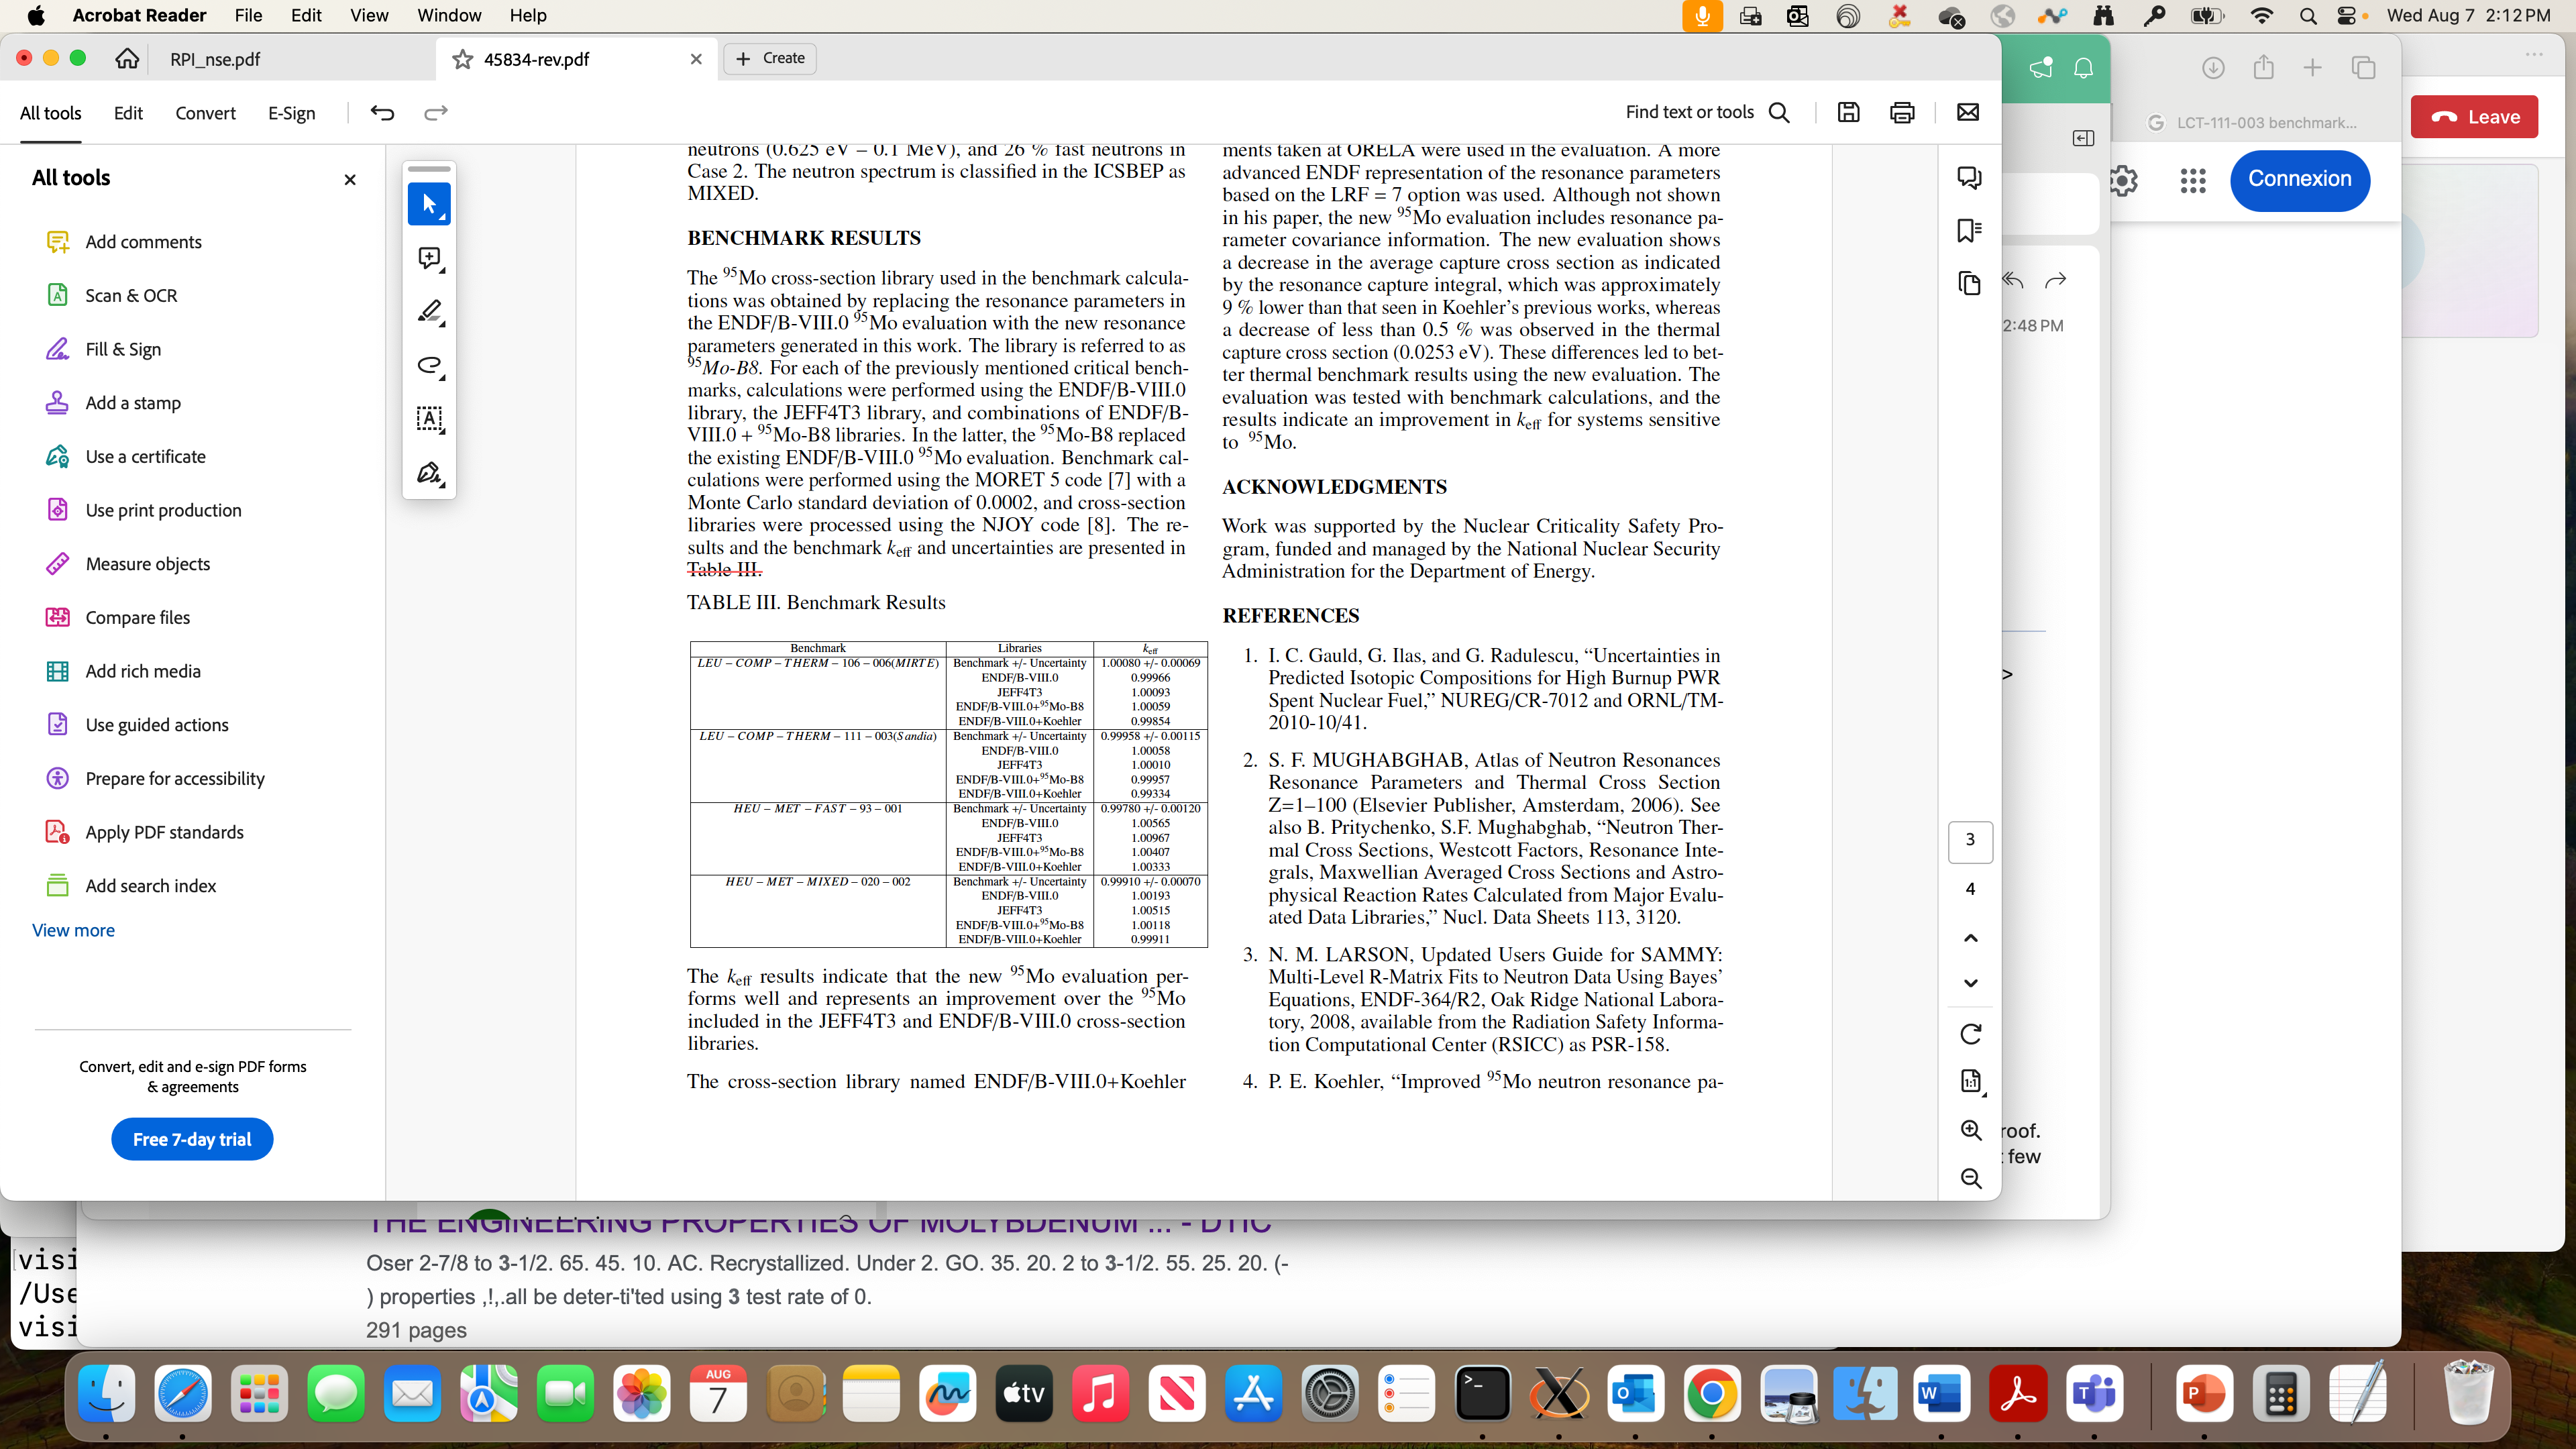 Acrobat Reader File Edit View Window Help
Wed Aug 7 2:12 PM
RPI_nse.pdf
45834-rev.pdf
Create
All tools Edit Convert E-Sign
Find text or tools
All tools
Add comments
Scan & OCR
Fill & Sign
Add a stamp
Use a certificate
Use print production
Measure objects
Compare files
Add rich media
Use guided actions
Prepare for accessibility
Apply PDF standards
Add search index
View more
Convert, edit and e-sign PDF forms
& agreements
Free 7-day trial
neutrons (0.625 eV – 0.1 MeV), and 26 % fast neutrons in
Case 2. The neutron spectrum is classified in the ICSBEP as
MIXED.
BENCHMARK RESULTS
The ⁹⁵Mo cross-section library used in the benchmark calcula-
tions was obtained by replacing the resonance parameters in
the ENDF/B-VIII.0 ⁹⁵Mo evaluation with the new resonance
parameters generated in this work. The library is referred to as
⁹⁵Mo-B8. For each of the previously mentioned critical bench-
marks, calculations were performed using the ENDF/B-VIII.0
library, the JEFF4T3 library, and combinations of ENDF/B-
VIII.0 + ⁹⁵Mo-B8 libraries. In the latter, the ⁹⁵Mo-B8 replaced
the existing ENDF/B-VIII.0 ⁹⁵Mo evaluation. Benchmark cal-
culations were performed using the MORET 5 code [7] with a
Monte Carlo standard deviation of 0.0002, and cross-section
libraries were processed using the NJOY code [8]. The re-
sults and the benchmark keff and uncertainties are presented in
Table III.
TABLE III. Benchmark Results
Benchmark Libraries keff
LEU – COMP – THERM – 106 – 006(MIRTE) Benchmark +/- Uncertainty 1.00080 +/- 0.00069
ENDF/B-VIII.0 0.99966
JEFF4T3 1.00093
ENDF/B-VIII.0+⁹⁵Mo-B8 1.00059
ENDF/B-VIII.0+Koehler 0.99854
LEU – COMP – THERM – 111 – 003(Sandia) Benchmark +/- Uncertainty 0.99958 +/- 0.00115
ENDF/B-VIII.0 1.00058
JEFF4T3 1.00010
ENDF/B-VIII.0+⁹⁵Mo-B8 0.99957
ENDF/B-VIII.0+Koehler 0.99334
HEU – MET – FAST – 93 – 001 Benchmark +/- Uncertainty 0.99780 +/- 0.00120
ENDF/B-VIII.0 1.00565
JEFF4T3 1.00967
ENDF/B-VIII.0+⁹⁵Mo-B8 1.00407
ENDF/B-VIII.0+Koehler 1.00333
HEU – MET – MIXED – 020 – 002 Benchmark +/- Uncertainty 0.99910 +/- 0.00070
ENDF/B-VIII.0 1.00193
JEFF4T3 1.00515
ENDF/B-VIII.0+⁹⁵Mo-B8 1.00118
ENDF/B-VIII.0+Koehler 0.99911
The keff results indicate that the new ⁹⁵Mo evaluation per-
forms well and represents an improvement over the ⁹⁵Mo
included in the JEFF4T3 and ENDF/B-VIII.0 cross-section
libraries.
The cross-section library named ENDF/B-VIII.0+Koehler
ments taken at ORELA were used in the evaluation. A more
advanced ENDF representation of the resonance parameters
based on the LRF = 7 option was used. Although not shown
in his paper, the new ⁹⁵Mo evaluation includes resonance pa-
rameter covariance information. The new evaluation shows
a decrease in the average capture cross section as indicated
by the resonance capture integral, which was approximately
9 % lower than that seen in Koehler's previous works, whereas
a decrease of less than 0.5 % was observed in the thermal
capture cross section (0.0253 eV). These differences led to bet-
ter thermal benchmark results using the new evaluation. The
evaluation was tested with benchmark calculations, and the
results indicate an improvement in keff for systems sensitive
to ⁹⁵Mo.
ACKNOWLEDGMENTS
Work was supported by the Nuclear Criticality Safety Pro-
gram, funded and managed by the National Nuclear Security
Administration for the Department of Energy.
REFERENCES
1. I. C. Gauld, G. Ilas, and G. Radulescu, “Uncertainties in
Predicted Isotopic Compositions for High Burnup PWR
Spent Nuclear Fuel,” NUREG/CR-7012 and ORNL/TM-
2010-10/41.
2. S. F. MUGHABGHAB, Atlas of Neutron Resonances
Resonance Parameters and Thermal Cross Section
Z=1–100 (Elsevier Publisher, Amsterdam, 2006). See
also B. Pritychenko, S.F. Mughabghab, “Neutron Ther-
mal Cross Sections, Westcott Factors, Resonance Inte-
grals, Maxwellian Averaged Cross Sections and Astro-
physical Reaction Rates Calculated from Major Evalu-
ated Data Libraries,” Nucl. Data Sheets 113, 3120.
3. N. M. LARSON, Updated Users Guide for SAMMY:
Multi-Level R-Matrix Fits to Neutron Data Using Bayes’
Equations, ENDF-364/R2, Oak Ridge National Labora-
tory, 2008, available from the Radiation Safety Informa-
tion Computational Center (RSICC) as PSR-158.
4. P. E. Koehler, “Improved ⁹⁵Mo neutron resonance pa-
3
4
1:1
2:48 PM
>
roof.
few
LCT-111-003 benchmark...
Connexion
Leave
THE ENGINEERING PROPERTIES OF MOLYBDENUM ... - DTIC
Oser 2-7/8 to 3-1/2. 65. 45. 10. AC. Recrystallized. Under 2. GO. 35. 20. 2 to 3-1/2. 55. 25. 20. (-
) properties ,!,.all be deter-ti'ted using 3 test rate of 0.
291 pages
visi
/Use
visi
AUG
7
tv